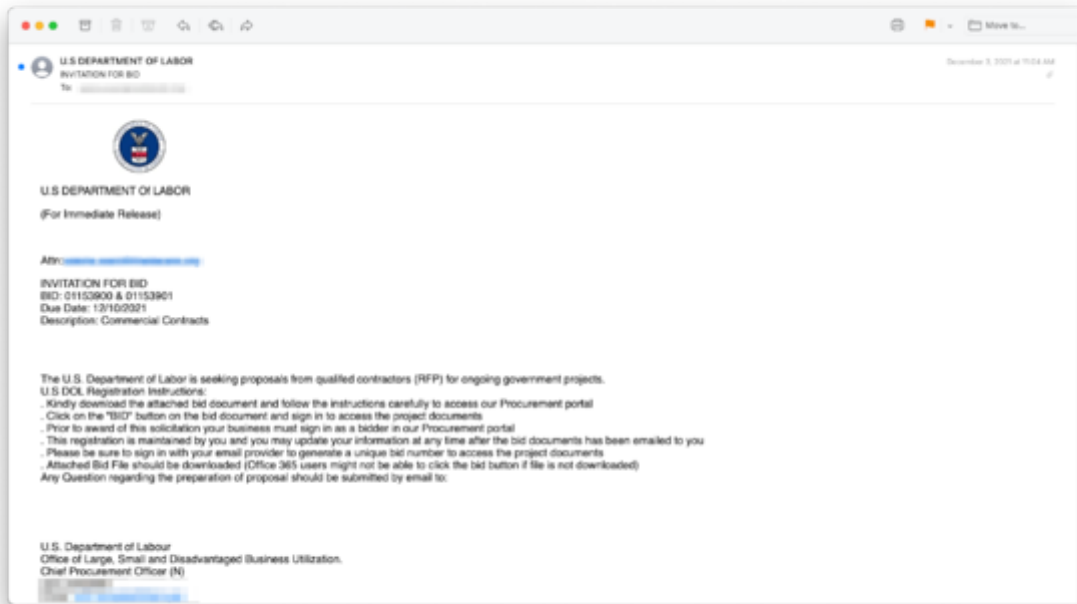 Move to...
U.S DEPARTMENT OF LABOR
December 3, 2021 at 11:04 AM
INVITATION FOR BID
To:
U.S DEPARTMENT Of LABOR
(For Immediate Release)
Attn:
INVITATION FOR BID
BID: 01153900 & 01153901
Due Date: 12/10/2021
Description: Commercial Contracts
The U.S. Department of Labor is seeking proposals from qualifed contractors (RFP) for ongoing government projects.
U.S DOL Registration Instructions:
. Kindly download the attached bid document and follow the instructions carefully to access our Procurement portal
. Click on the "BID" button on the bid document and sign in to access the project documents
. Prior to award of this solicitation your business must sign in as a bidder in our Procurement portal
. This registration is maintained by you and you may update your information at any time after the bid documents has been emailed to you
. Please be sure to sign in with your email provider to generate a unique bid number to access the project documents
. Attached Bid File should be downloaded (Office 365 users might not be able to click the bid button if file is not downloaded)
Any Question regarding the preparation of proposal should be submitted by email to:
U.S. Department of Labour
Office of Large, Small and Disadvantaged Business Utilization.
Chief Procurement Officer (N)